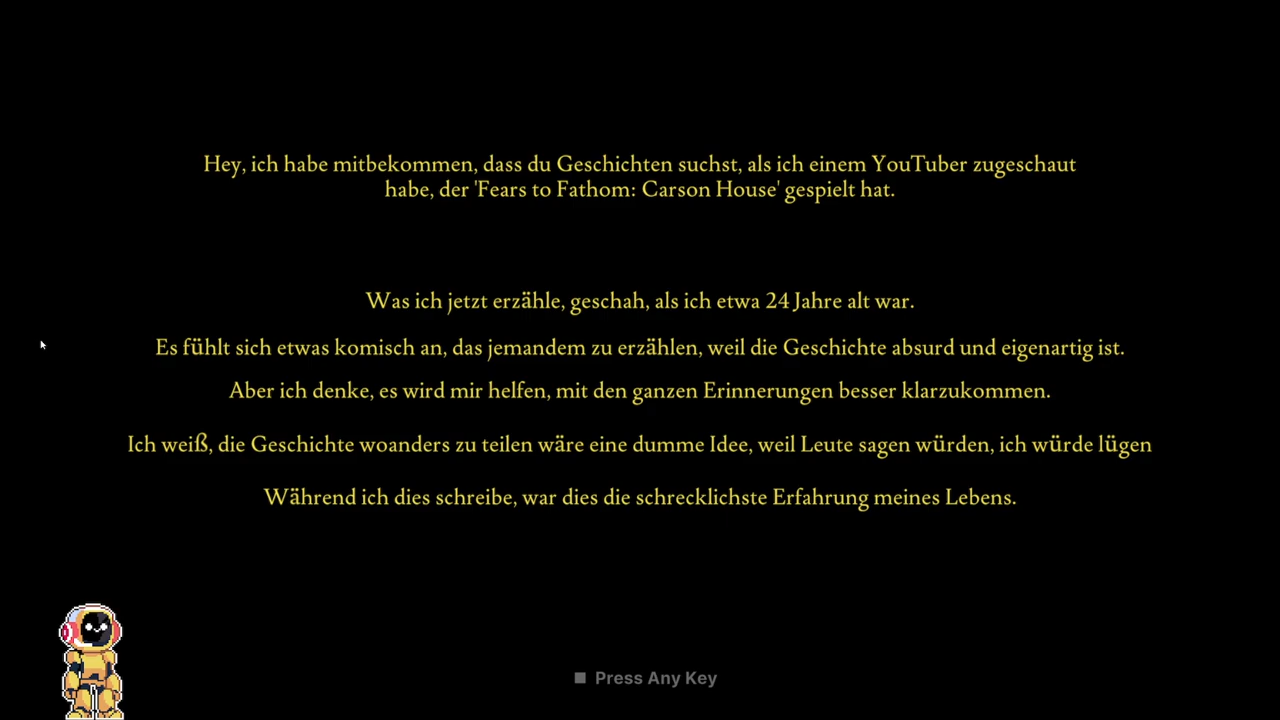 Hey, ich habe mitbekommen, dass du Geschichten suchst, als ich einem YouTuber zugeschaut
habe, der 'Fears to Fathom: Carson House' gespielt hat.
Was ich jetzt erzähle, geschah, als ich etwa 24 Jahre alt war.
Es fühlt sich etwas komisch an, das jemandem zu erzählen, weil die Geschichte absurd und eigenartig ist.
Aber ich denke, es wird mir helfen, mit den ganzen Erinnerungen besser klarzukommen.
Ich weiß, die Geschichte woanders zu teilen wäre eine dumme Idee, weil Leute sagen würden, ich würde lügen
Während ich dies schreibe, war dies die schrecklichste Erfahrung meines Lebens.
Press Any Key